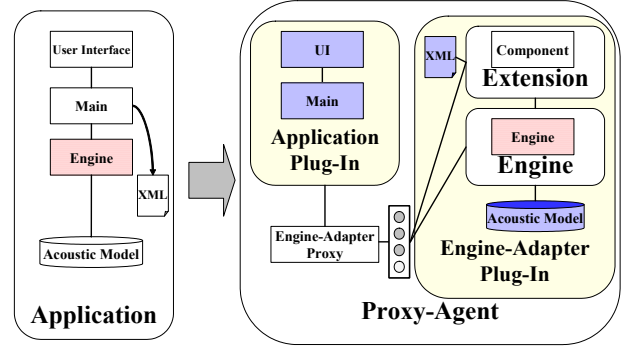 User Interface
Main
Engine
XML
Acoustic Model
Application
UI
Main
Application
Plug-In
Engine-Adapter
Proxy
XML
Component
Extension
Engine
Engine
Acoustic Model
Engine-Adapter
Plug-In
Proxy-Agent